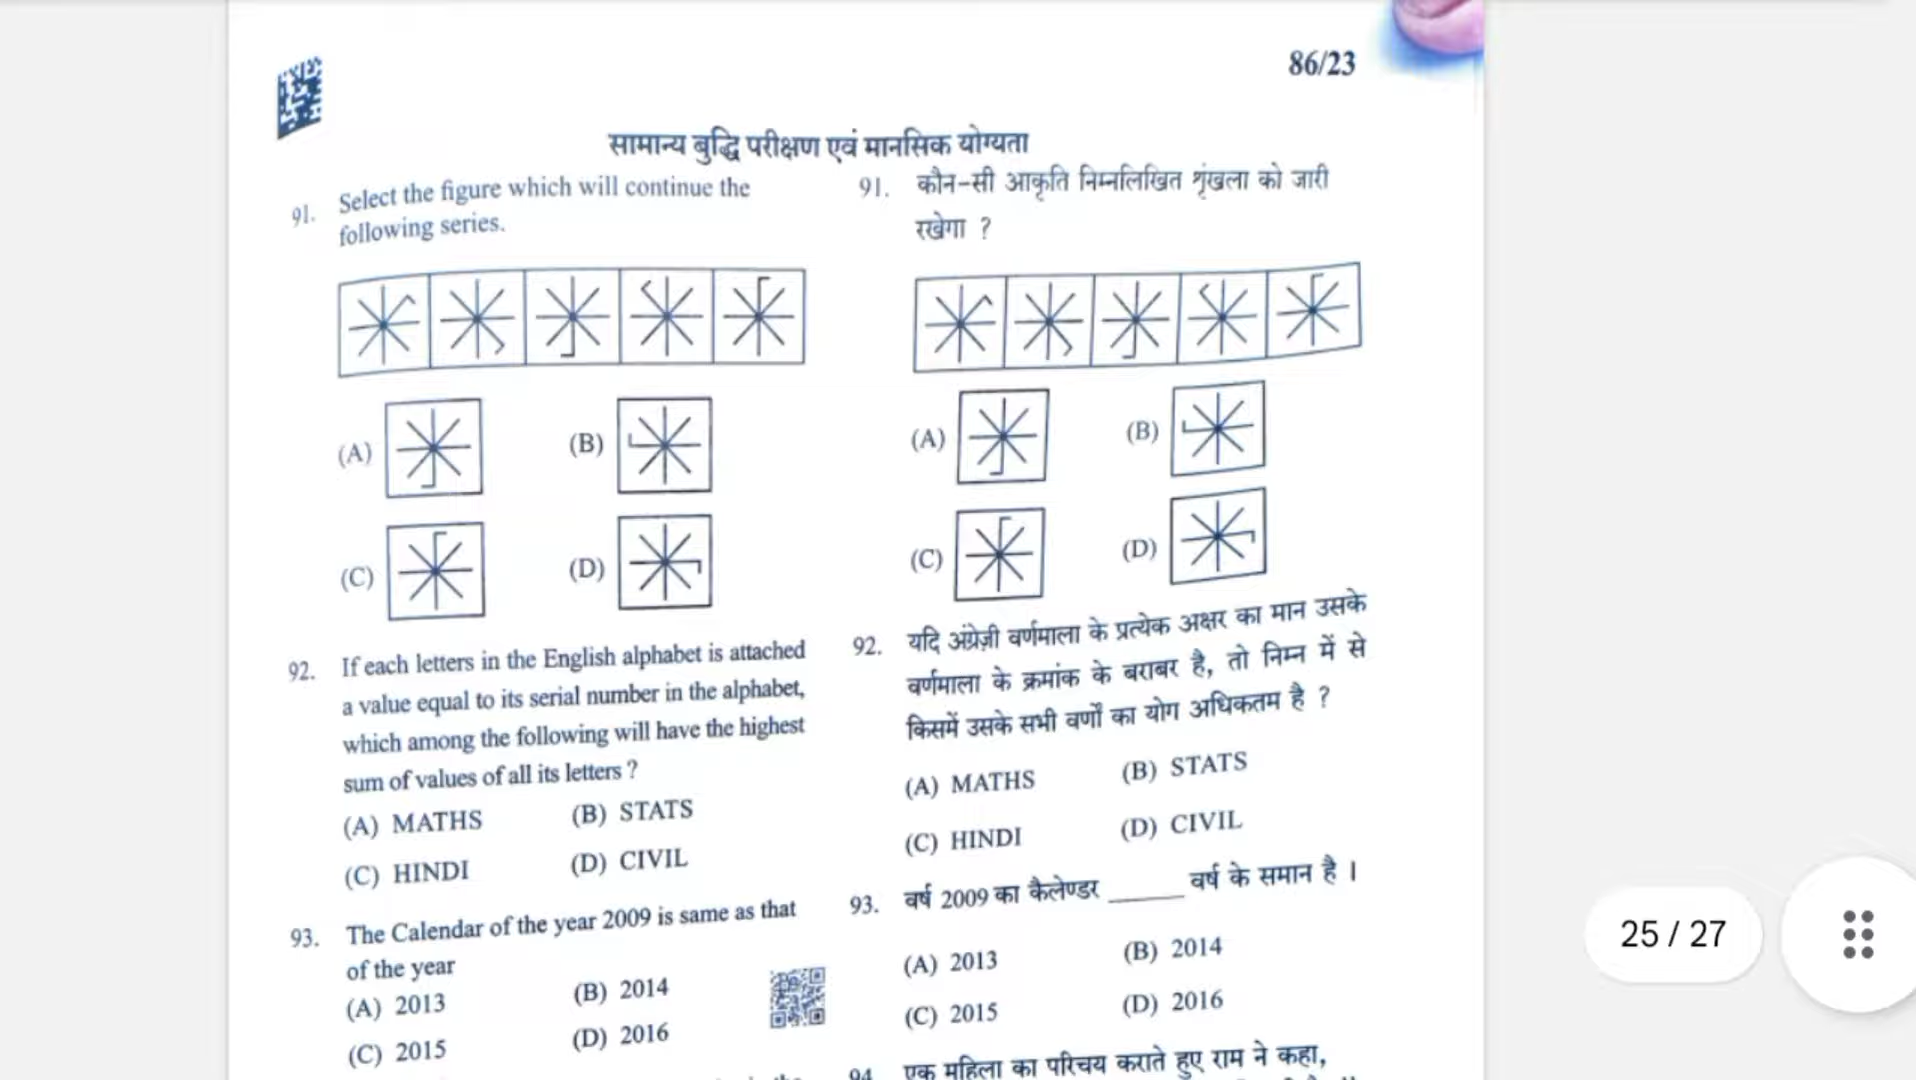 86/23
सामान्य बुद्धि परीक्षण एवं मानसिक योग्यता
91. Select the figure which will continue the
following series.
(A)
(B)
(C)
(D)
92. If each letters in the English alphabet is attached
a value equal to its serial number in the alphabet,
which among the following will have the highest
sum of values of all its letters ?
(A) MATHS
(B) STATS
(C) HINDI
(D) CIVIL
93. The Calendar of the year 2009 is same as that
of the year
(A) 2013
(B) 2014
(C) 2015
(D) 2016
91. कौन-सी आकृति निम्नलिखित शृंखला को जारी
रखेगा ?
(A)
(B)
(C)
(D)
92. यदि अंग्रेज़ी वर्णमाला के प्रत्येक अक्षर का मान उसके
वर्णमाला के क्रमांक के बराबर है, तो निम्न में से
किसमें उसके सभी वर्णों का योग अधिकतम है ?
(A) MATHS
(B) STATS
(C) HINDI
(D) CIVIL
93. वर्ष 2009 का कैलेण्डर ______ वर्ष के समान है ।
(A) 2013
(B) 2014
(C) 2015
(D) 2016
94. एक महिला का परिचय कराते हुए राम ने कहा,
25 / 27